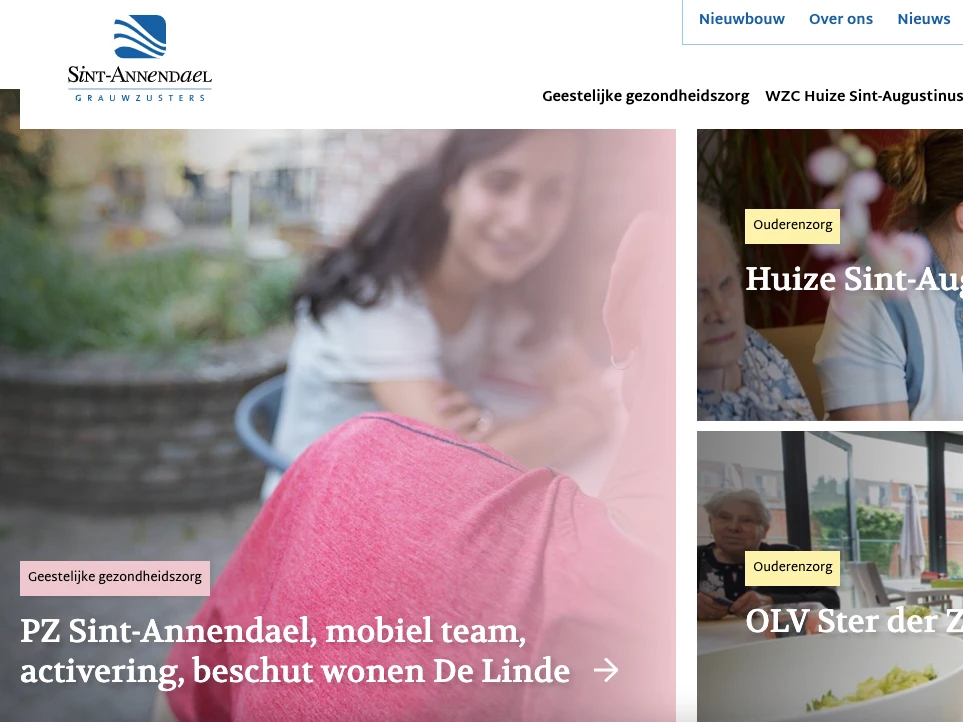 Nieuwbouw Over ons Nieuws
Sint-Annendael
GRAUWZUSTERS
Geestelijke gezondheidszorg WZC Huize Sint-Augustinus
Ouderenzorg
Huize Sint-Aug
Ouderenzorg
OLV Ster der Z
Geestelijke gezondheidszorg
PZ Sint-Annendael, mobiel team,
activering, beschut wonen De Linde